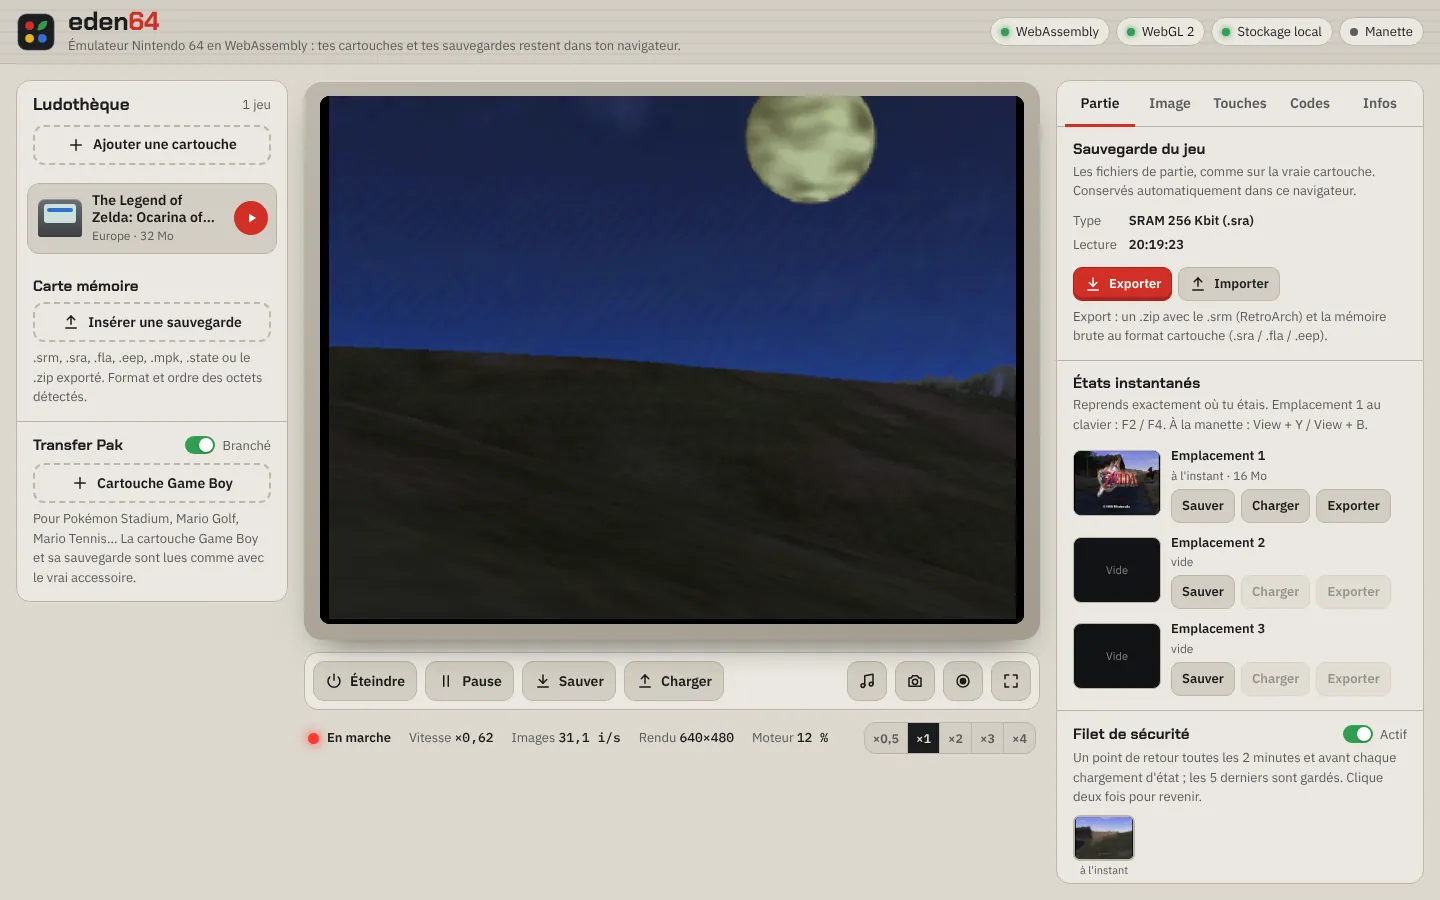 eden64
Émulateur Nintendo 64 en WebAssembly : tes cartouches et tes sauvegardes restent dans ton navigateur.
WebAssembly
WebGL 2
Stockage local
Manette
Ludothèque
1 jeu
Ajouter une cartouche
The Legend of
Zelda: Ocarina of...
Europe · 32 Mo
Carte mémoire
Insérer une sauvegarde
.srm, .sra, .fla, .eep, .mpk, .state ou le
.zip exporté. Format et ordre des octets
détectés.
Transfer Pak
Branché
Cartouche Game Boy
Pour Pokémon Stadium, Mario Golf,
Mario Tennis... La cartouche Game Boy
et sa sauvegarde sont lues comme avec
le vrai accessoire.
Éteindre
Pause
Sauver
Charger
En marche
Vitesse ×0,62
Images 31,1 i/s
Rendu 640×480
Moteur 12 %
×0,5
×1
×2
×3
×4
Partie
Image
Touches
Codes
Infos
Sauvegarde du jeu
Les fichiers de partie, comme sur la vraie cartouche.
Conservés automatiquement dans ce navigateur.
Type SRAM 256 Kbit (.sra)
Lecture 20:19:23
Exporter
Importer
Export : un .zip avec le .srm (RetroArch) et la mémoire
brute au format cartouche (.sra / .fla / .eep).
États instantanés
Reprends exactement où tu étais. Emplacement 1 au
clavier : F2 / F4. À la manette : View + Y / View + B.
Emplacement 1
à l'instant · 16 Mo
Sauver
Charger
Exporter
Vide
Emplacement 2
vide
Sauver
Charger
Exporter
Vide
Emplacement 3
vide
Sauver
Charger
Exporter
Filet de sécurité
Actif
Un point de retour toutes les 2 minutes et avant chaque
chargement d'état ; les 5 derniers sont gardés. Clique
deux fois pour revenir.
à l'instant